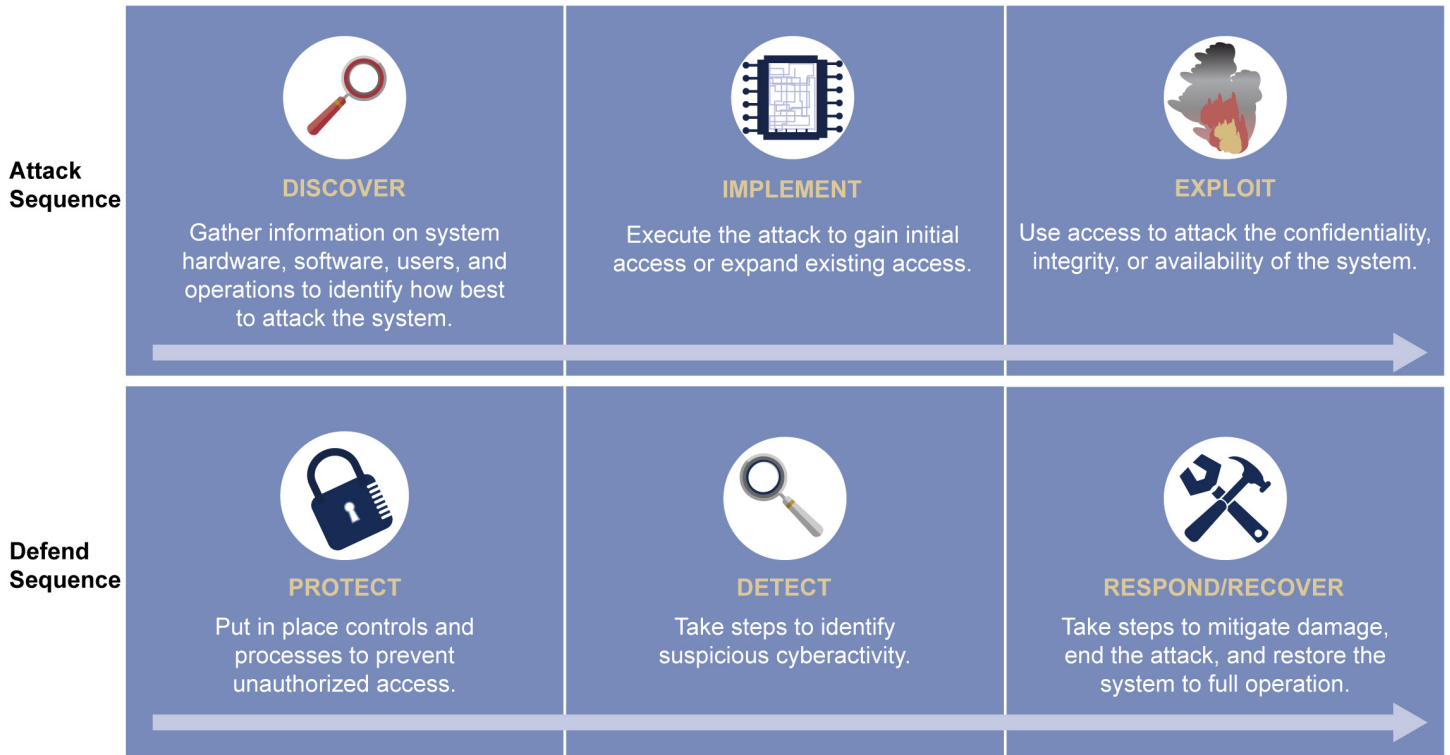 Attack
Sequence
DISCOVER
Gather information on system
hardware, software, users, and
operations to identify how best
to attack the system.
IMPLEMENT
Execute the attack to gain initial
access or expand existing access.
EXPLOIT
Use access to attack the confidentiality,
integrity, or availability of the system.
Defend
Sequence
PROTECT
Put in place controls and
processes to prevent
unauthorized access.
DETECT
Take steps to identify
suspicious cyberactivity.
RESPOND/RECOVER
Take steps to mitigate damage,
end the attack, and restore the
system to full operation.